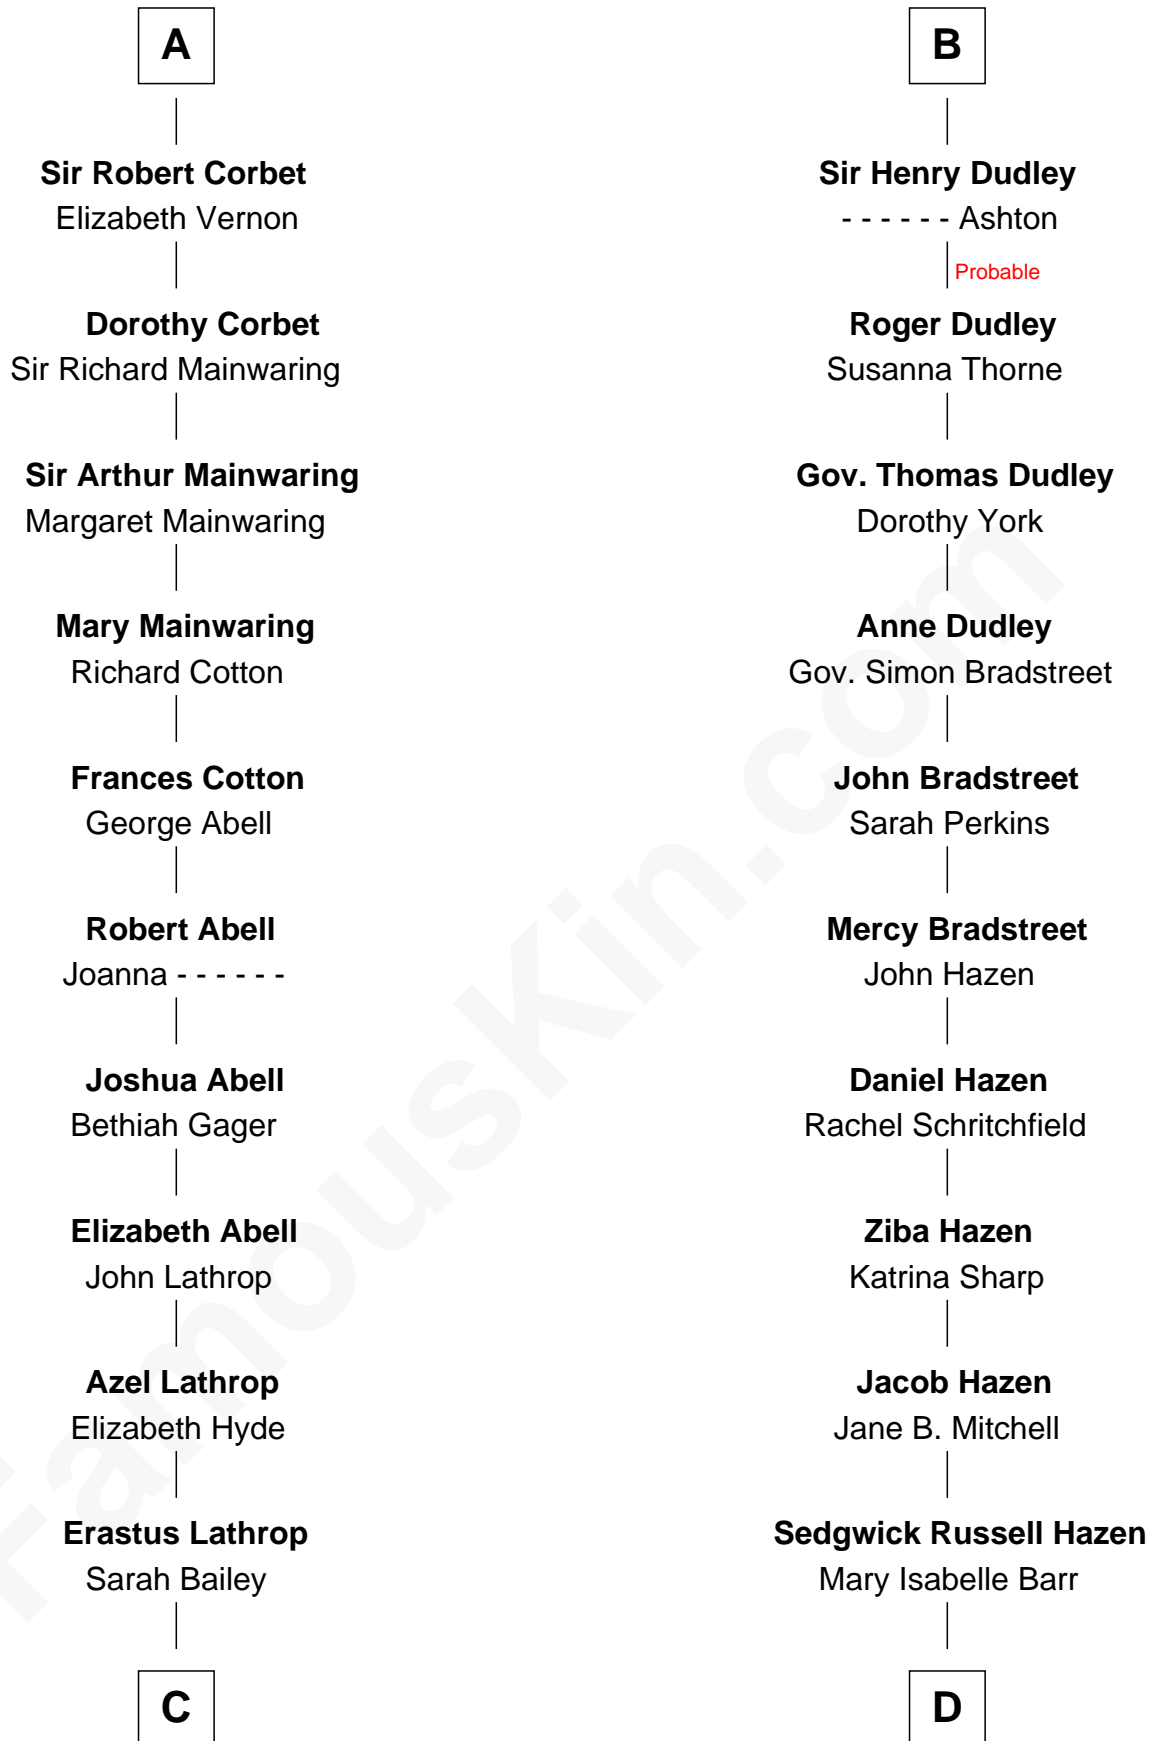 A
Sir Robert Corbet
Elizabeth Vernon
Dorothy Corbet
Sir Richard Mainwaring
Sir Arthur Mainwaring
Margaret Mainwaring
Mary Mainwaring
Richard Cotton
Frances Cotton
George Abell
Robert Abell
Joanna - - - - - -
Joshua Abell
Bethiah Gager
Elizabeth Abell
John Lathrop
Azel Lathrop
Elizabeth Hyde
Erastus Lathrop
Sarah Bailey
C
B
Sir Henry Dudley
- - - - - - Ashton
Probable
Roger Dudley
Susanna Thorne
Gov. Thomas Dudley
Dorothy York
Anne Dudley
Gov. Simon Bradstreet
John Bradstreet
Sarah Perkins
Mercy Bradstreet
John Hazen
Daniel Hazen
Rachel Schritchfield
Ziba Hazen
Katrina Sharp
Jacob Hazen
Jane B. Mitchell
Sedgwick Russell Hazen
Mary Isabelle Barr
D
FamousKin.com